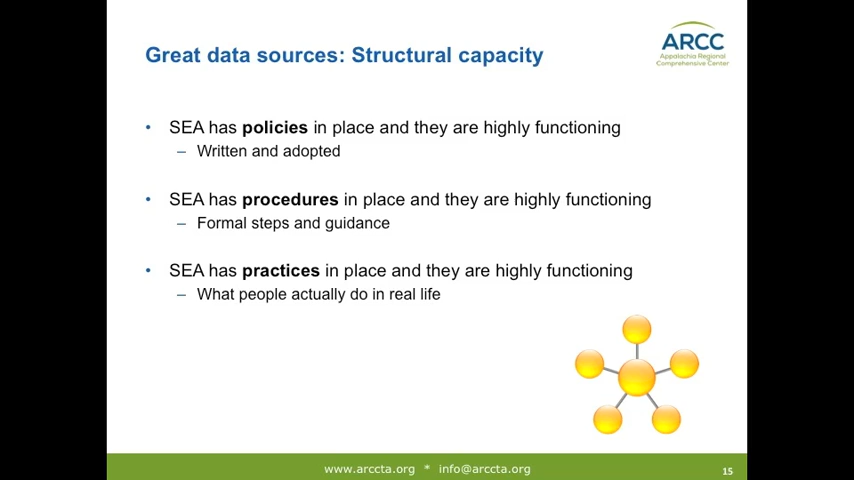 Great data sources: Structural capacity
ARCC
Appalachia Regional
Comprehensive Center
• SEA has policies in place and they are highly functioning
– Written and adopted
• SEA has procedures in place and they are highly functioning
– Formal steps and guidance
• SEA has practices in place and they are highly functioning
– What people actually do in real life
www.arccta.org * info@arccta.org
15